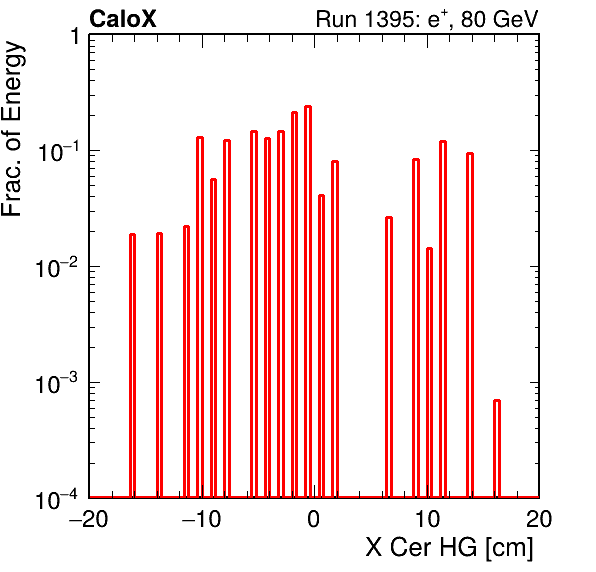 CaloX Run 1395: e⁺, 80 GeV
Frac. of Energy
1
10⁻¹
10⁻²
10⁻³
10⁻⁴
−20 −10 0 10 20
X Cer HG [cm]